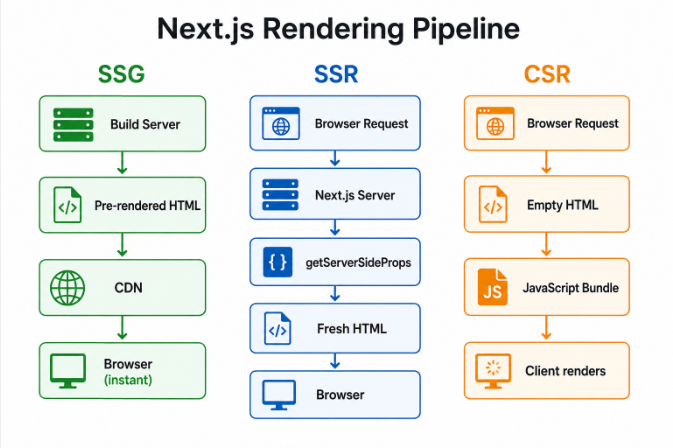 Next.js Rendering Pipeline
SSG
Build Server
</>
Pre-rendered HTML
CDN
Browser
(instant)
SSR
Browser Request
Next.js Server
{ }
getServerSideProps
</>
Fresh HTML
Browser
CSR
Browser Request
</>
Empty HTML
JS
JavaScript Bundle
Client renders